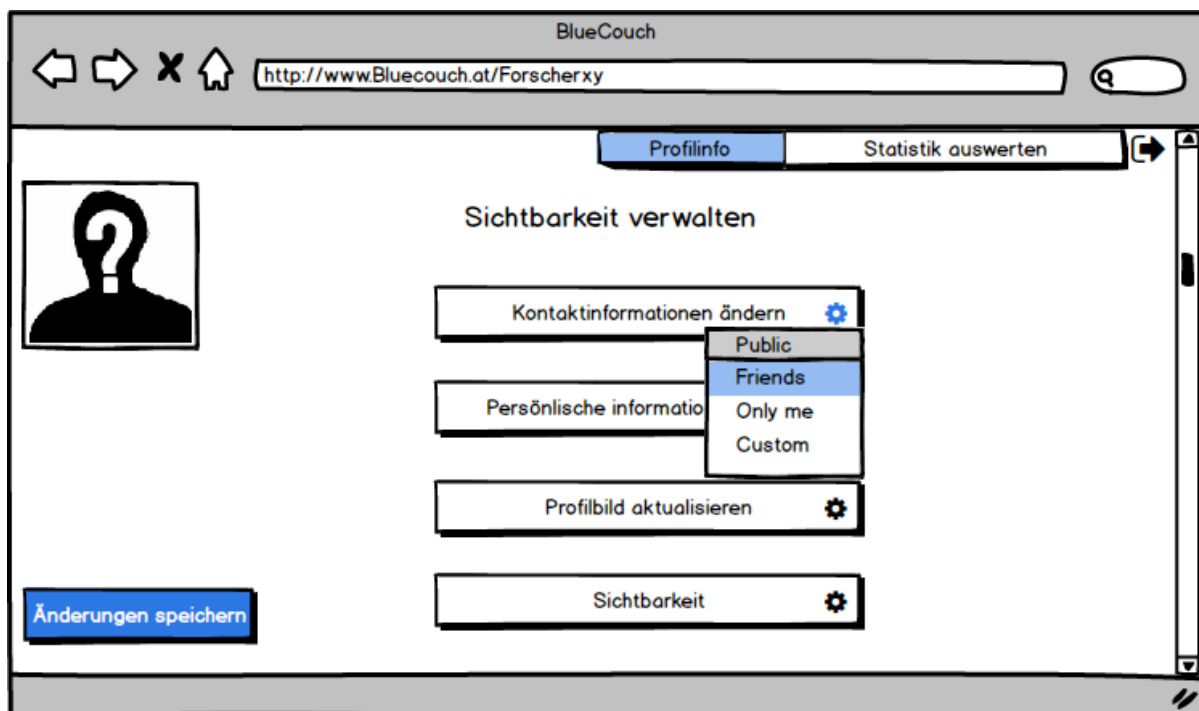 BlueCouch
http://www.Bluecouch.at/Forscherxy
Profilinfo
Statistik auswerten
Sichtbarkeit verwalten
Kontaktinformationen ändern
Public
Friends
Persönlische informatio
Only me
Custom
Profilbild aktualisieren
Sichtbarkeit
Änderungen speichern